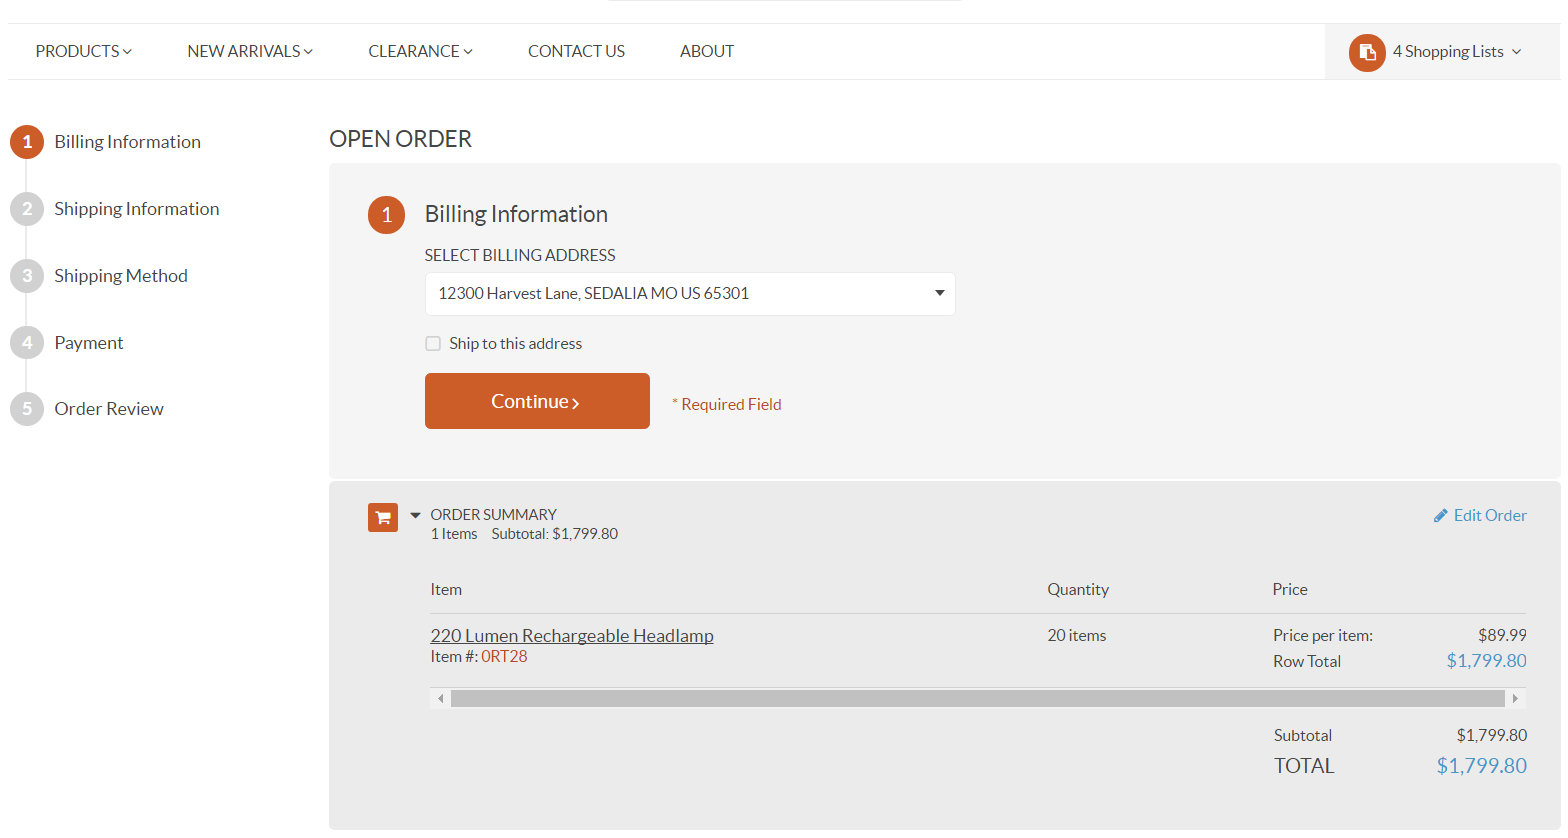 PRODUCTS NEW ARRIVALS CLEARANCE CONTACT US ABOUT 4 Shopping Lists
1 Billing Information
2 Shipping Information
3 Shipping Method
4 Payment
5 Order Review
OPEN ORDER
1 Billing Information
SELECT BILLING ADDRESS
12300 Harvest Lane, SEDALIA MO US 65301
Ship to this address
Continue > * Required Field
ORDER SUMMARY Edit Order
1 Items Subtotal: $1,799.80
Item Quantity Price
220 Lumen Rechargeable Headlamp 20 items Price per item: $89.99
Item #: 0RT28 Row Total $1,799.80
Subtotal $1,799.80
TOTAL $1,799.80